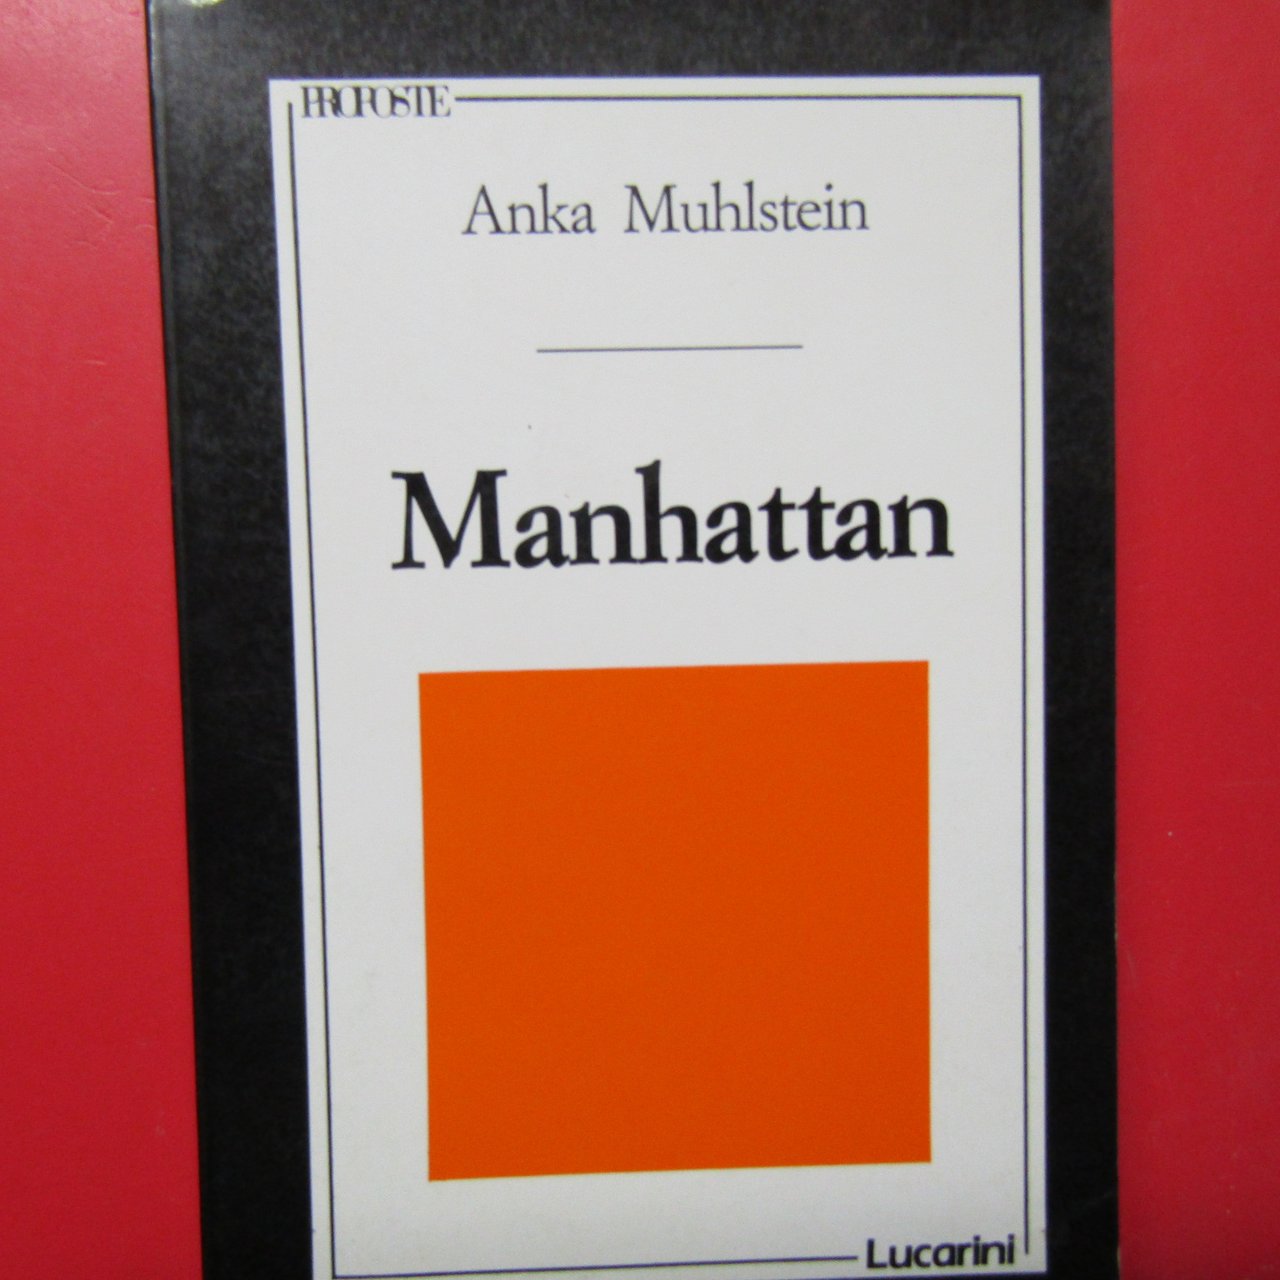 PROPOSTE
Anka Muhlstein
Manhattan
Lucarini